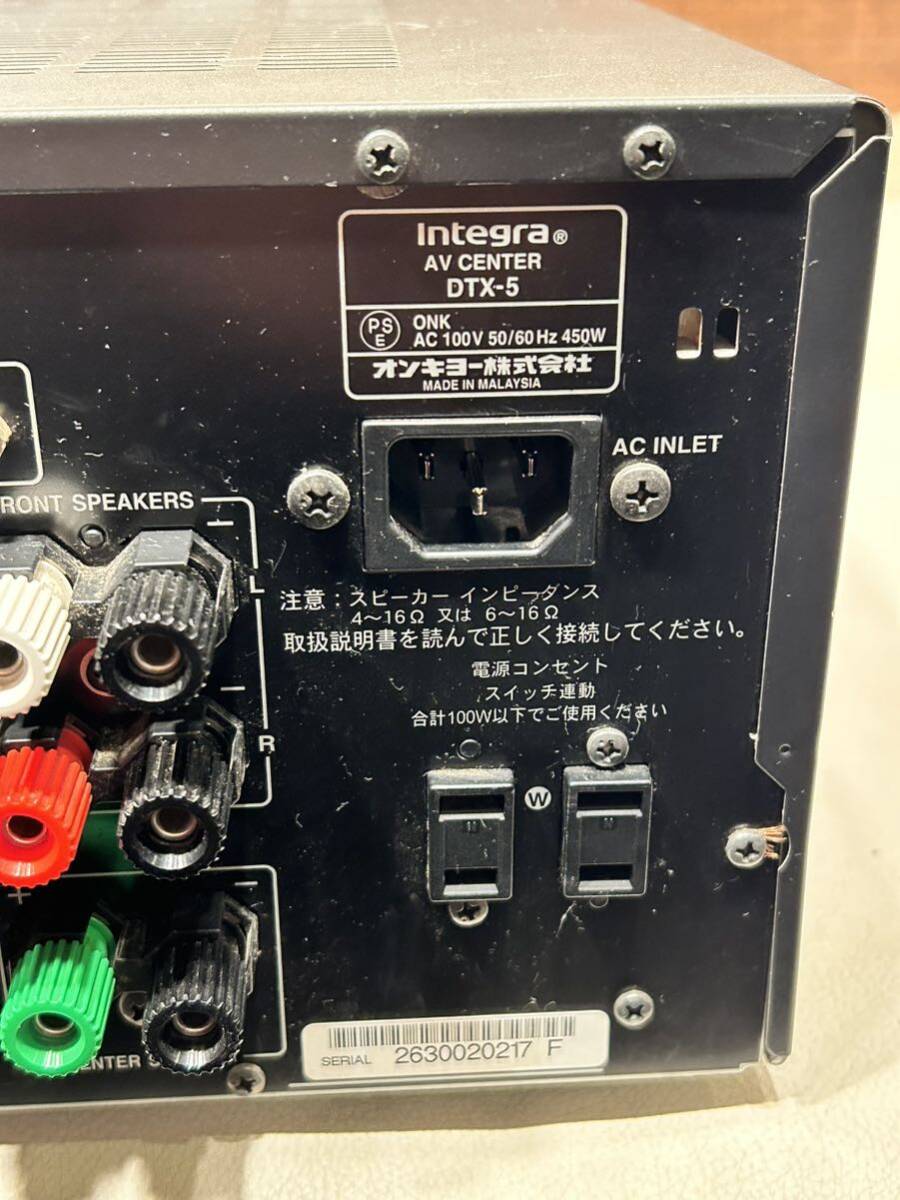 Integra®
AV CENTER
DTX-5
PS
E
ONK
AC 100V 50/60Hz 450W
オンキヨー株式会社
MADE IN MALAYSIA
AC INLET
RONT SPEAKERS
−
L
注意：スピーカー インピーダンス
4～16Ω 又は 6～16Ω
取扱説明書を読んで正しく接続してください。
電源コンセント
スイッチ連動
合計100W以下でご使用ください
−
R
W
+
−
ENTER S
SERIAL 2630020217 F